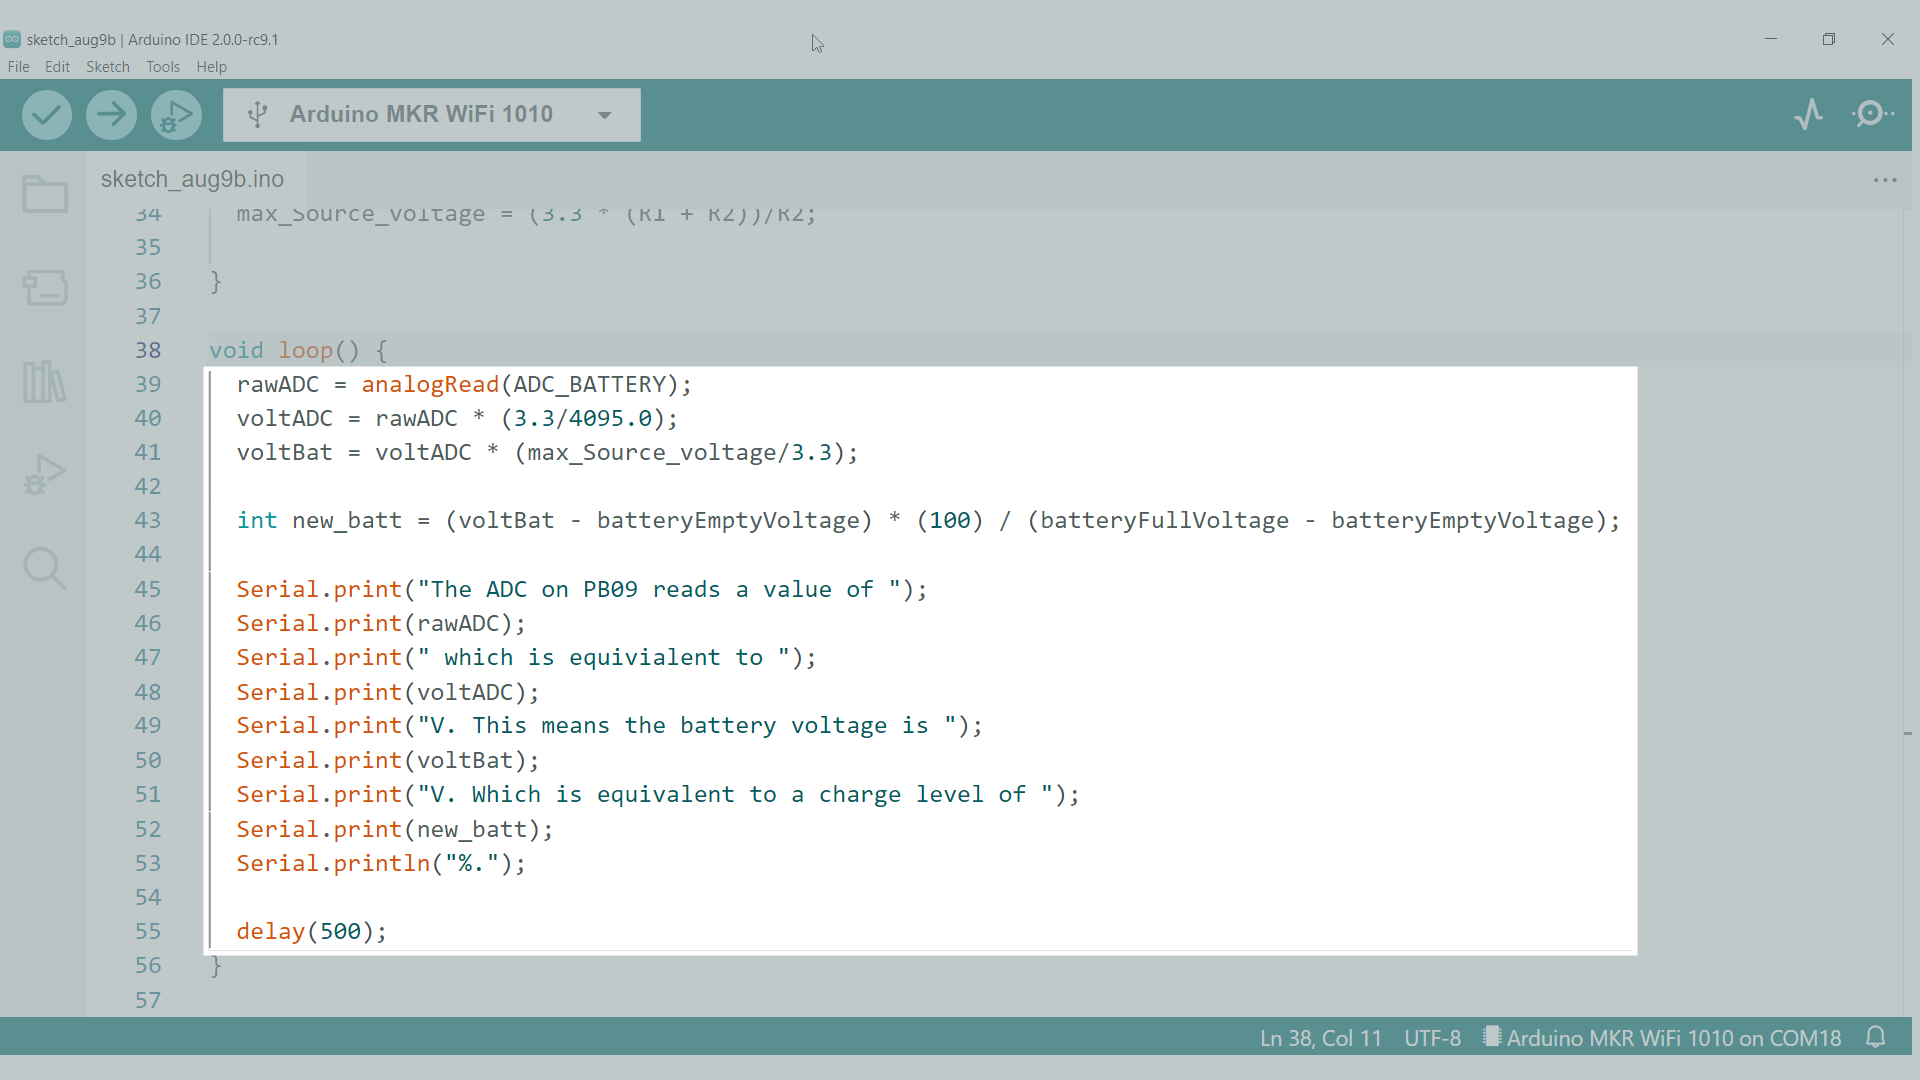 sketch_aug9b | Arduino IDE 2.0.0-rc9.1
File Edit Sketch Tools Help
Arduino MKR WiFi 1010
sketch_aug9b.ino
34 max_Source_voltage = (3.3 * (R1 + R2))/R2;
35
36 }
37
38 void loop() {
39 rawADC = analogRead(ADC_BATTERY);
40 voltADC = rawADC * (3.3/4095.0);
41 voltBat = voltADC * (max_Source_voltage/3.3);
42
43 int new_batt = (voltBat - batteryEmptyVoltage) * (100) / (batteryFullVoltage - batteryEmptyVoltage);
44
45 Serial.print("The ADC on PB09 reads a value of ");
46 Serial.print(rawADC);
47 Serial.print(" which is equivialent to ");
48 Serial.print(voltADC);
49 Serial.print("V. This means the battery voltage is ");
50 Serial.print(voltBat);
51 Serial.print("V. Which is equivalent to a charge level of ");
52 Serial.print(new_batt);
53 Serial.println("%.");
54
55 delay(500);
56 }
57
Ln 38, Col 11 UTF-8 Arduino MKR WiFi 1010 on COM18